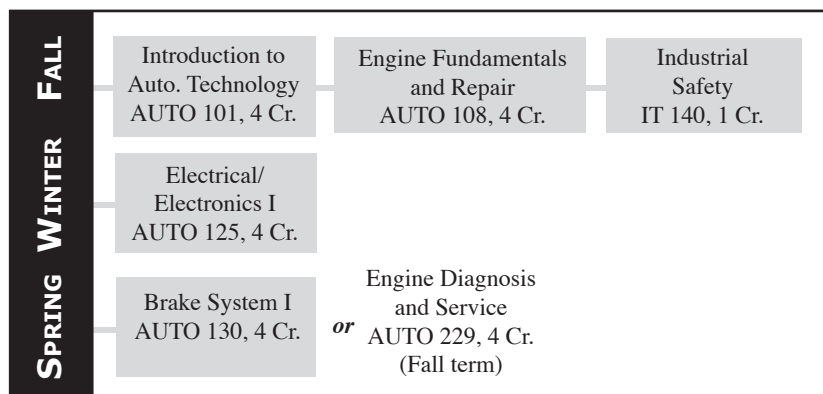 FALL
Introduction to
Auto. Technology
AUTO 101, 4 Cr.
Engine Fundamentals
and Repair
AUTO 108, 4 Cr.
Industrial
Safety
IT 140, 1 Cr.
WINTER
Electrical/
Electronics I
AUTO 125, 4 Cr.
SPRING
Brake System I
AUTO 130, 4 Cr.
or
Engine Diagnosis
and Service
AUTO 229, 4 Cr.
(Fall term)